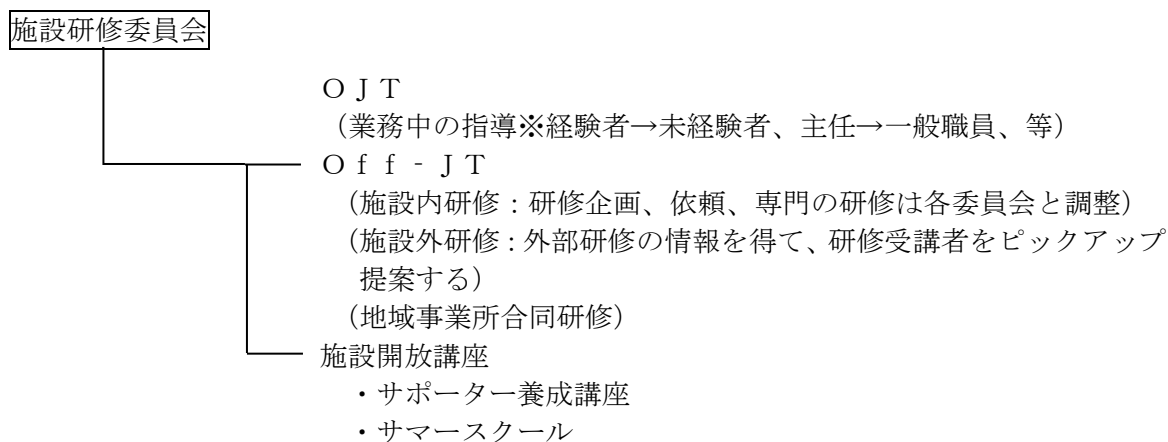 施設研修委員会
ＯＪＴ
（業務中の指導※経験者→未経験者、主任→一般職員、等）
Ｏｆｆ‐ＪＴ
（施設内研修：研修企画、依頼、専門の研修は各委員会と調整）
（施設外研修：外部研修の情報を得て、研修受講者をピックアップ
提案する）
（地域事業所合同研修）
施設開放講座
・サポーター養成講座
・サマースクール